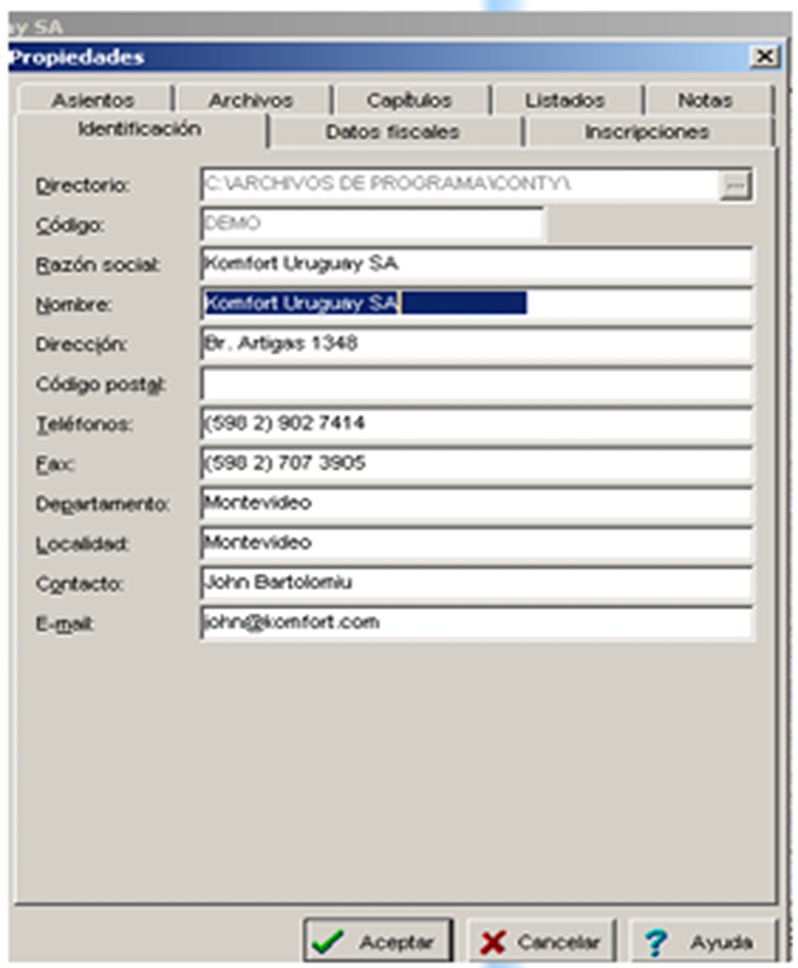 ay SA
Propiedades
Asientos Archivos Capítulos Listados Notas
Identificación Datos fiscales Inscripciones
Directorio: C:\ARCHIVOS DE PROGRAMA\CONTY\ ...
Código: DEMO
Razón social: Komfort Uruguay SA
Nombre: Komfort Uruguay SA
Dirección: Br. Artigas 1348
Código postal:
Teléfonos: (598 2) 902 7414
Fax: (598 2) 707 3905
Departamento: Montevideo
Localidad: Montevideo
Contacto: John Bartolomiu
E-mail: john@komfort.com
Aceptar Cancelar ? Ayuda